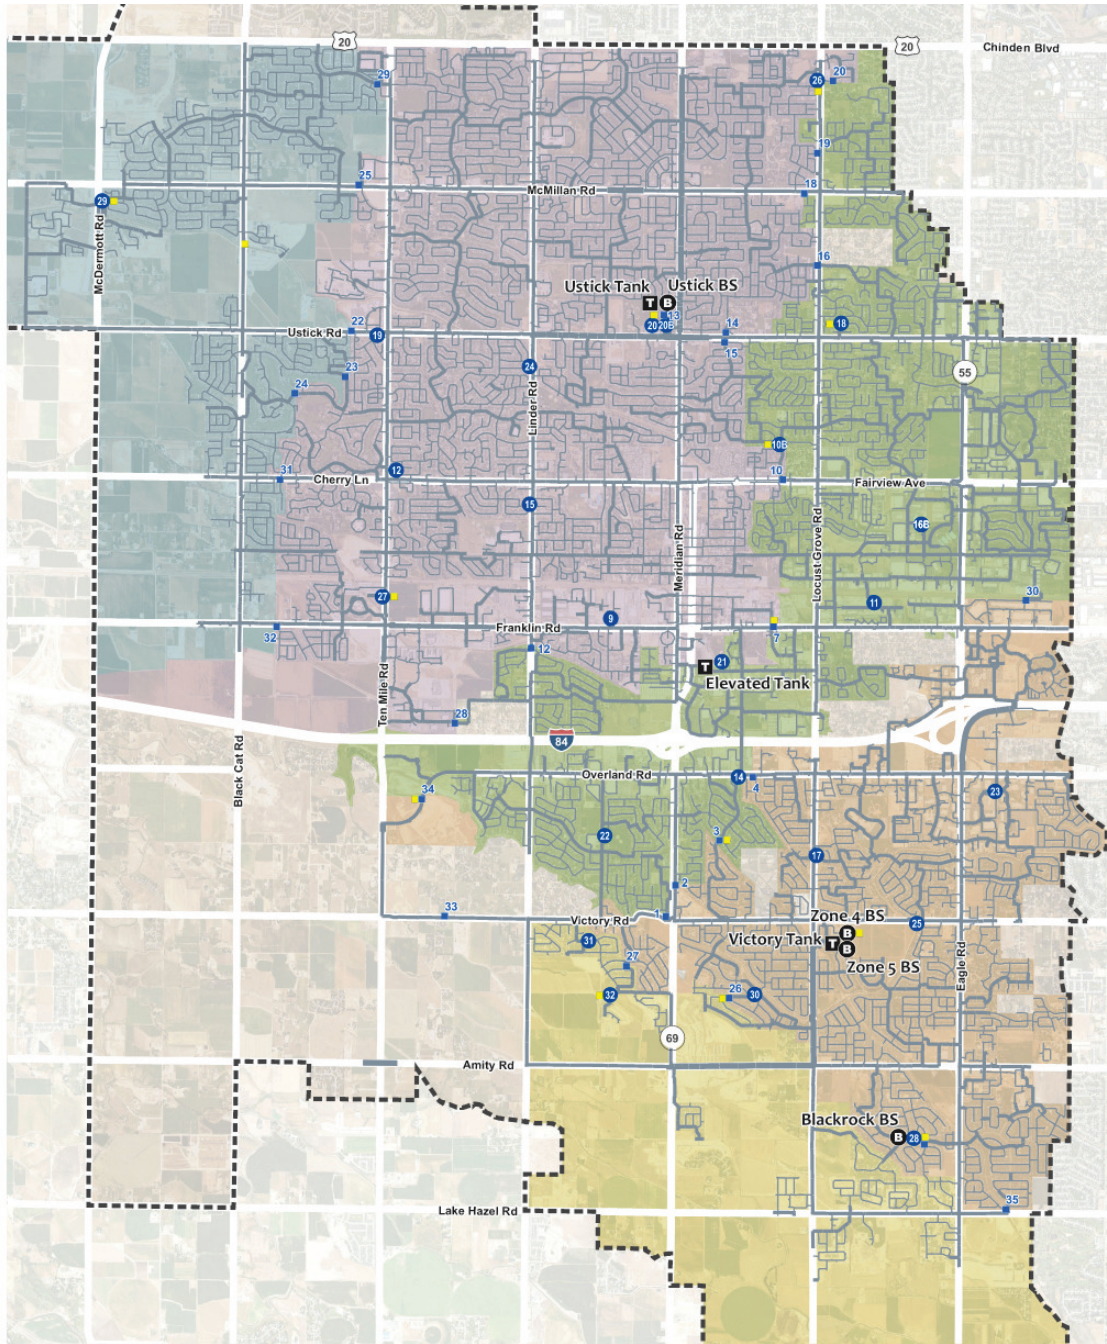 20
20
Chinden Blvd
29
26
20
19
25
McMillan Rd
18
29
McDermott Rd
16
Ustick Tank
Ustick BS
T
B
13
20
20B
18
22
Ustick Rd
19
14
15
24
55
23
24
Linder Rd
10B
31
Cherry Ln
12
10
Fairview Ave
15
16B
Meridian Rd
Locust Grove Rd
27
9
11
30
32
Franklin Rd
7
12
T
21
Elevated Tank
Ten Mile Rd
28
84
Black Cat Rd
Overland Rd
14
4
34
23
22
3
17
2
33
Victory Rd
1
Zone 4 BS
25
31
Victory Tank
B
T
B
Zone 5 BS
Eagle Rd
27
32
26
30
69
Amity Rd
Blackrock BS
B
28
Lake Hazel Rd
35